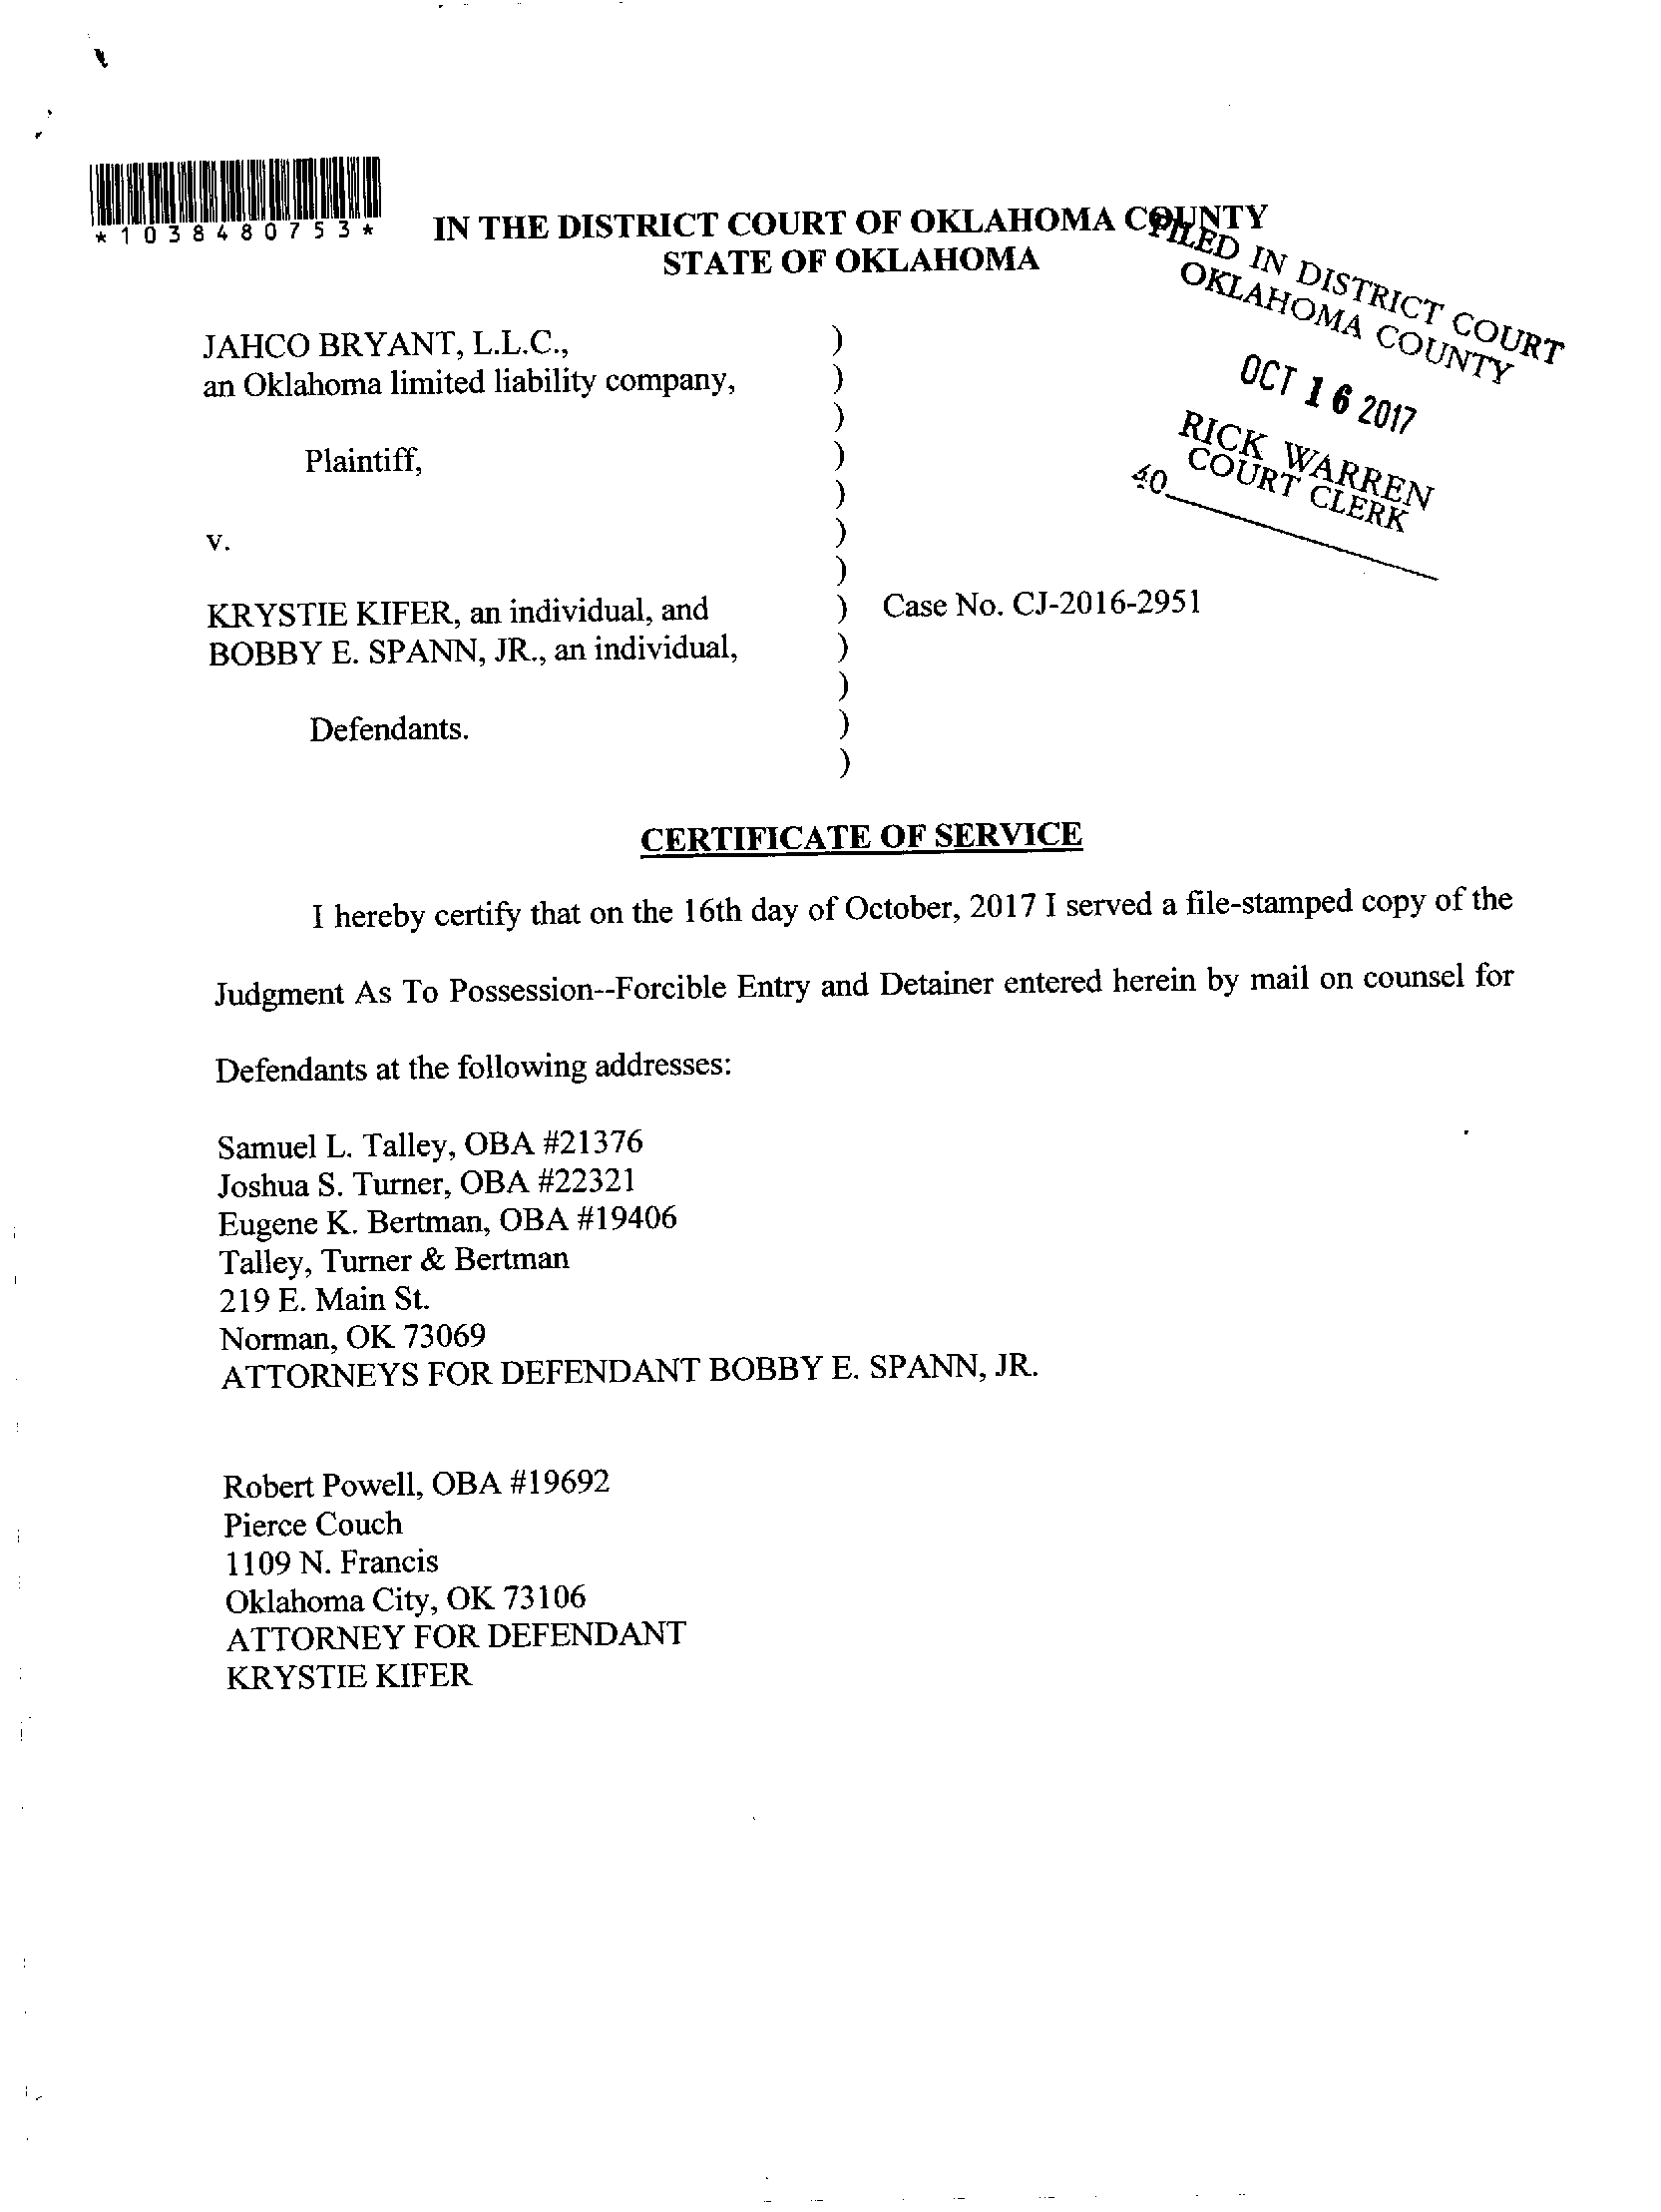 *1038480753*
IN THE DISTRICT COURT OF OKLAHOMA COUNTY
STATE OF OKLAHOMA
FILED IN DISTRICT COURT
OKLAHOMA COUNTY
OCT 16 2017
RICK WARREN
COURT CLERK
40
JAHCO BRYANT, L.L.C., )
an Oklahoma limited liability company, )
)
Plaintiff, )
)
v. )
)
KRYSTIE KIFER, an individual, and ) Case No. CJ-2016-2951
BOBBY E. SPANN, JR., an individual, )
)
Defendants. )
)
CERTIFICATE OF SERVICE
I hereby certify that on the 16th day of October, 2017 I served a file-stamped copy of the
Judgment As To Possession--Forcible Entry and Detainer entered herein by mail on counsel for
Defendants at the following addresses:
Samuel L. Talley, OBA #21376
Joshua S. Turner, OBA #22321
Eugene K. Bertman, OBA #19406
Talley, Turner & Bertman
219 E. Main St.
Norman, OK 73069
ATTORNEYS FOR DEFENDANT BOBBY E. SPANN, JR.
Robert Powell, OBA #19692
Pierce Couch
1109 N. Francis
Oklahoma City, OK 73106
ATTORNEY FOR DEFENDANT
KRYSTIE KIFER